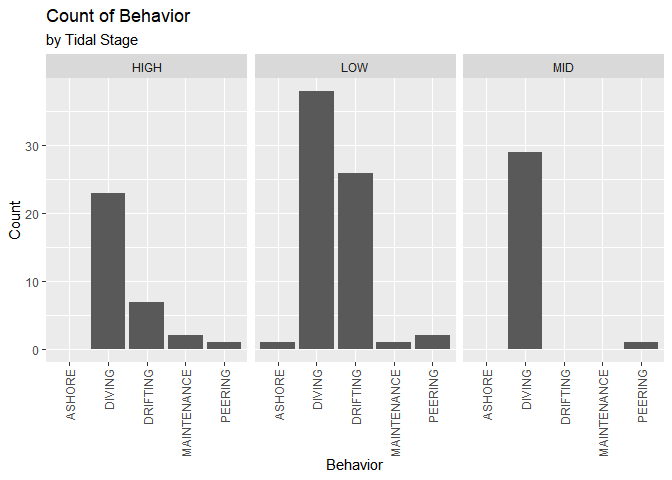 Count of Behavior
by Tidal Stage
HIGH LOW MID
Count
30
20
10
0
ASHORE DIVING DRIFTING MAINTENANCE PEERING ASHORE DIVING DRIFTING MAINTENANCE PEERING ASHORE DIVING DRIFTING MAINTENANCE PEERING
Behavior